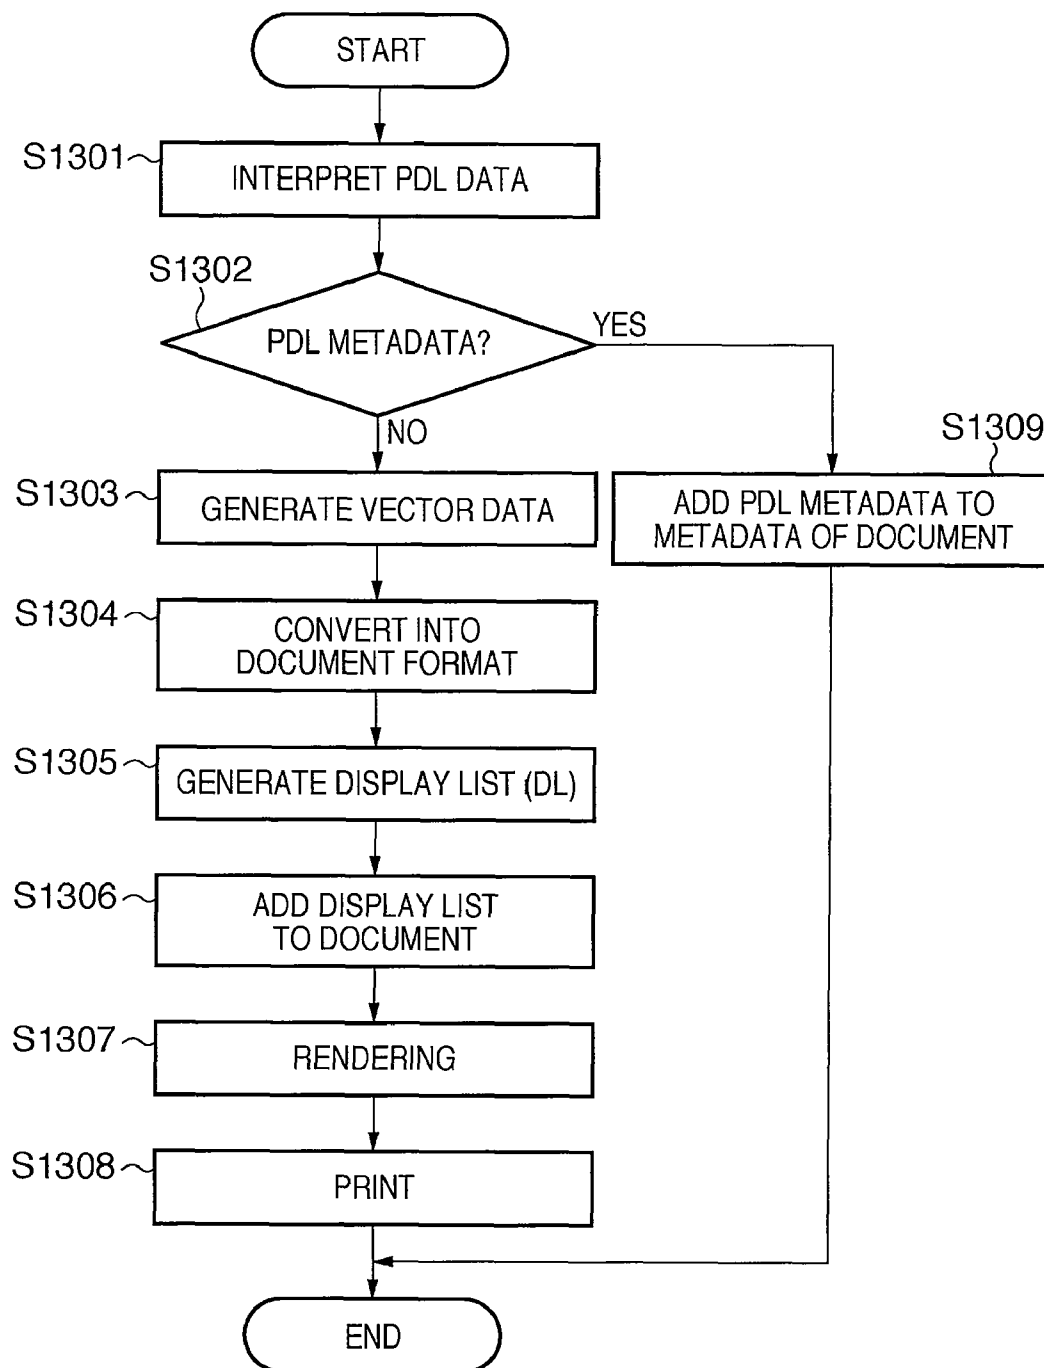 START
S1301
INTERPRET PDL DATA
S1302
PDL METADATA?
YES
NO
S1309
S1303
GENERATE VECTOR DATA
ADD PDL METADATA TO
METADATA OF DOCUMENT
S1304
CONVERT INTO
DOCUMENT FORMAT
S1305
GENERATE DISPLAY LIST (DL)
S1306
ADD DISPLAY LIST
TO DOCUMENT
S1307
RENDERING
S1308
PRINT
END